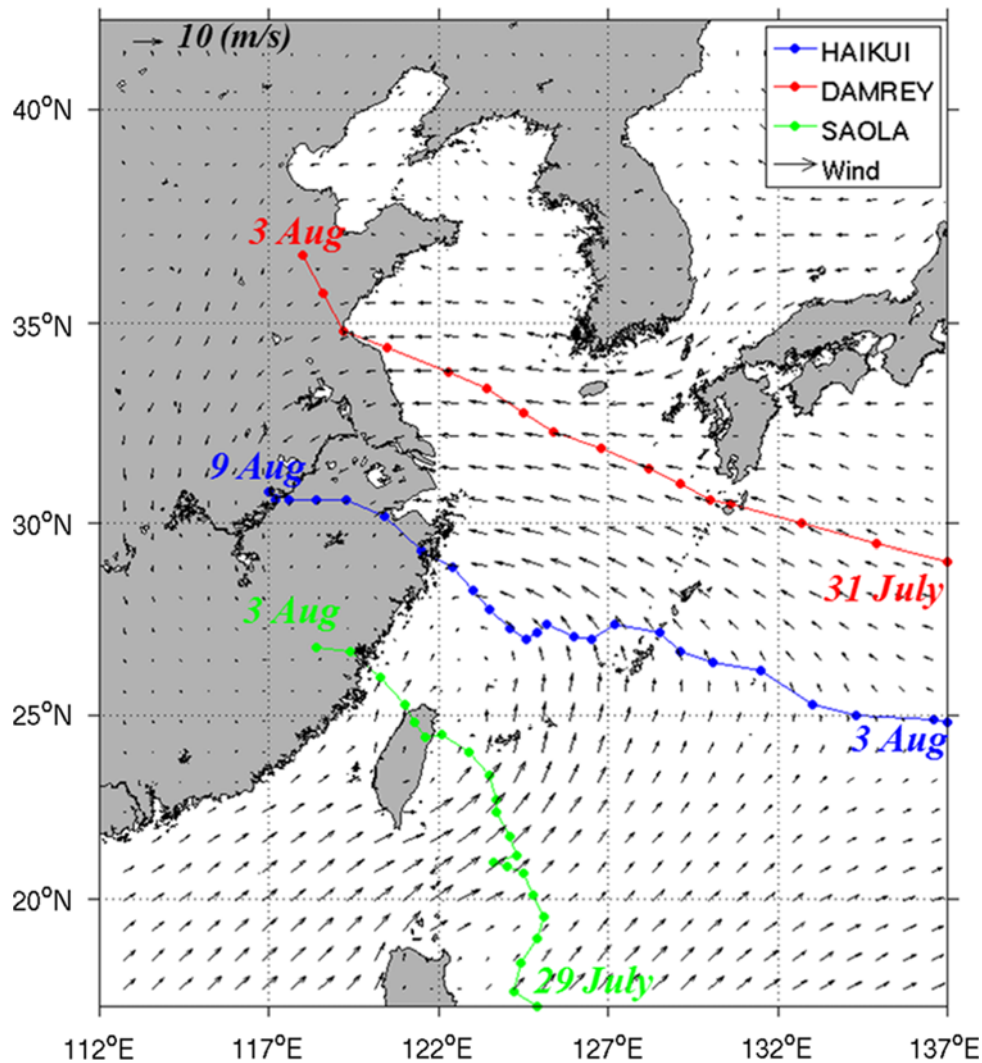 10 (m/s)
HAIKUI
DAMREY
SAOLA
Wind
40°N
3 Aug
35°N
9 Aug
30°N
31 July
3 Aug
25°N
3 Aug
20°N
29 July
112°E
117°E
122°E
127°E
132°E
137°E